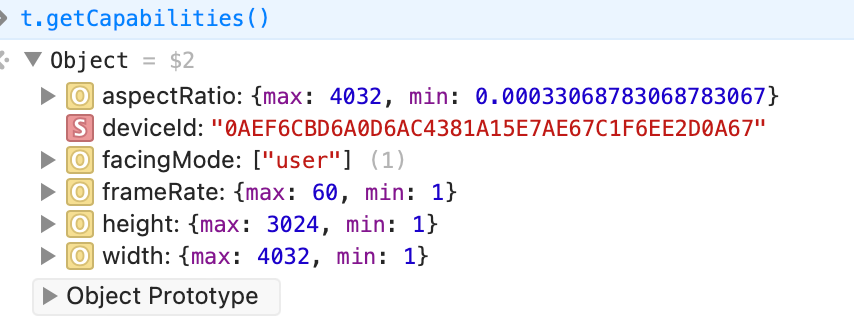 t.getCapabilities()
Object = $2
O aspectRatio: {max: 4032, min: 0.00033068783068783067}
S deviceId: "0AEF6CBD6A0D6AC4381A15E7AE67C1F6EE2D0A67"
O facingMode: ["user"] (1)
O frameRate: {max: 60, min: 1}
O height: {max: 3024, min: 1}
O width: {max: 4032, min: 1}
Object Prototype